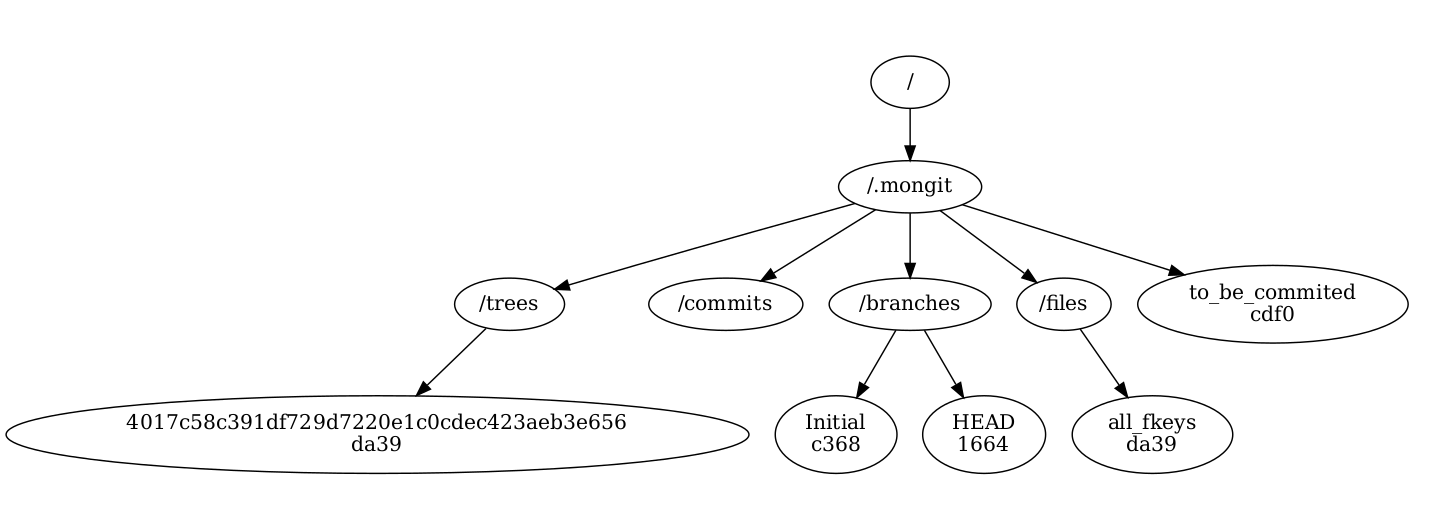 /
/.mongit
/trees
/commits
/branches
/files
to_be_commited
cdf0
4017c58c391df729d7220e1c0cdec423aeb3e656
da39
Initial
c368
HEAD
1664
all_fkeys
da39